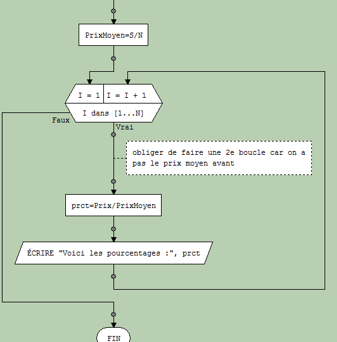 PrixMoyen=S/N
I = 1 I = I + 1
I dans [1...N]
Faux
Vrai
obliger de faire une 2e boucle car on a
pas le prix moyen avant
prct=Prix/PrixMoyen
ÉCRIRE "Voici les pourcentages :", prct
FIN